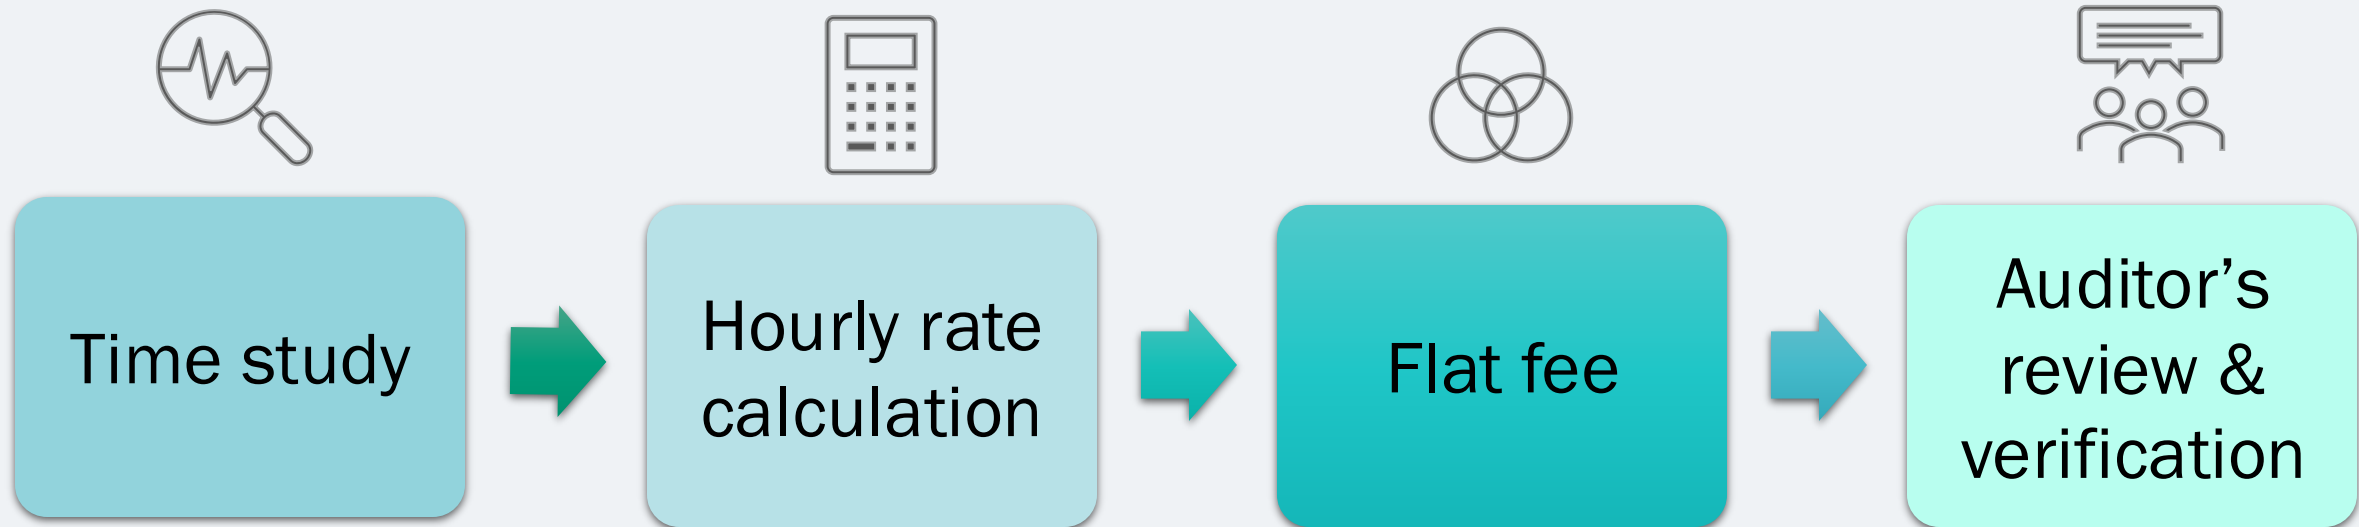 Time study
Hourly rate
calculation
Flat fee
Auditor’s
review &
verification